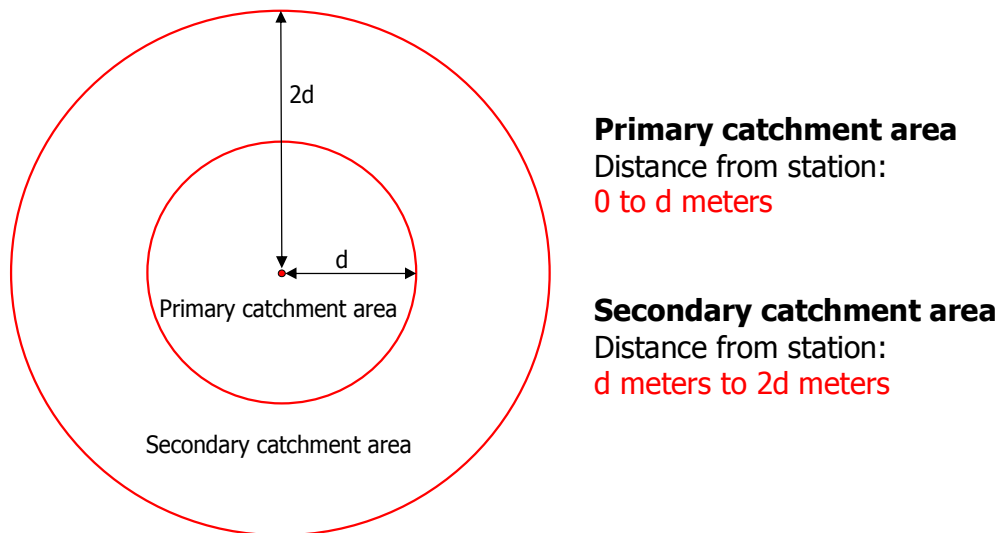 2d
d
Primary catchment area
Secondary catchment area
Primary catchment area
Distance from station:
0 to d meters
Secondary catchment area
Distance from station:
d meters to 2d meters